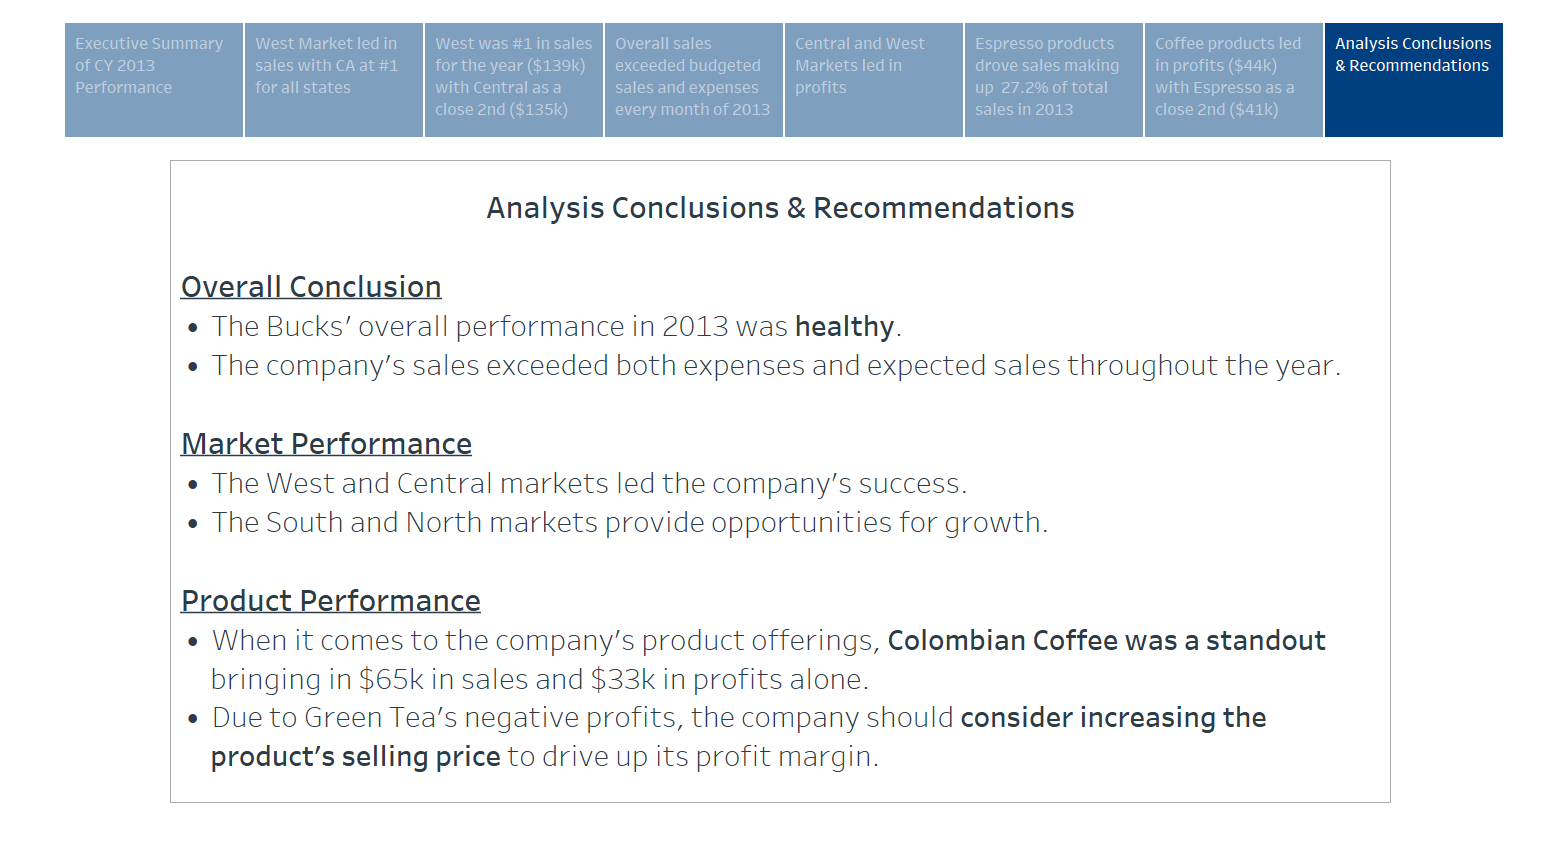 Executive Summary
of CY 2013
Performance
West Market led in
sales with CA at #1
for all states
West was #1 in sales
for the year ($139k)
with Central as a
close 2nd ($135k)
Overall sales
exceeded budgeted
sales and expenses
every month of 2013
Central and West
Markets led in
profits
Espresso products
drove sales making
up 27.2% of total
sales in 2013
Coffee products led
in profits ($44k)
with Espresso as a
close 2nd ($41k)
Analysis Conclusions
& Recommendations
Analysis Conclusions & Recommendations
Overall Conclusion
• The Bucks’ overall performance in 2013 was healthy.
• The company’s sales exceeded both expenses and expected sales throughout the year.
Market Performance
• The West and Central markets led the company’s success.
• The South and North markets provide opportunities for growth.
Product Performance
• When it comes to the company’s product offerings, Colombian Coffee was a standout
bringing in $65k in sales and $33k in profits alone.
• Due to Green Tea’s negative profits, the company should consider increasing the
product’s selling price to drive up its profit margin.